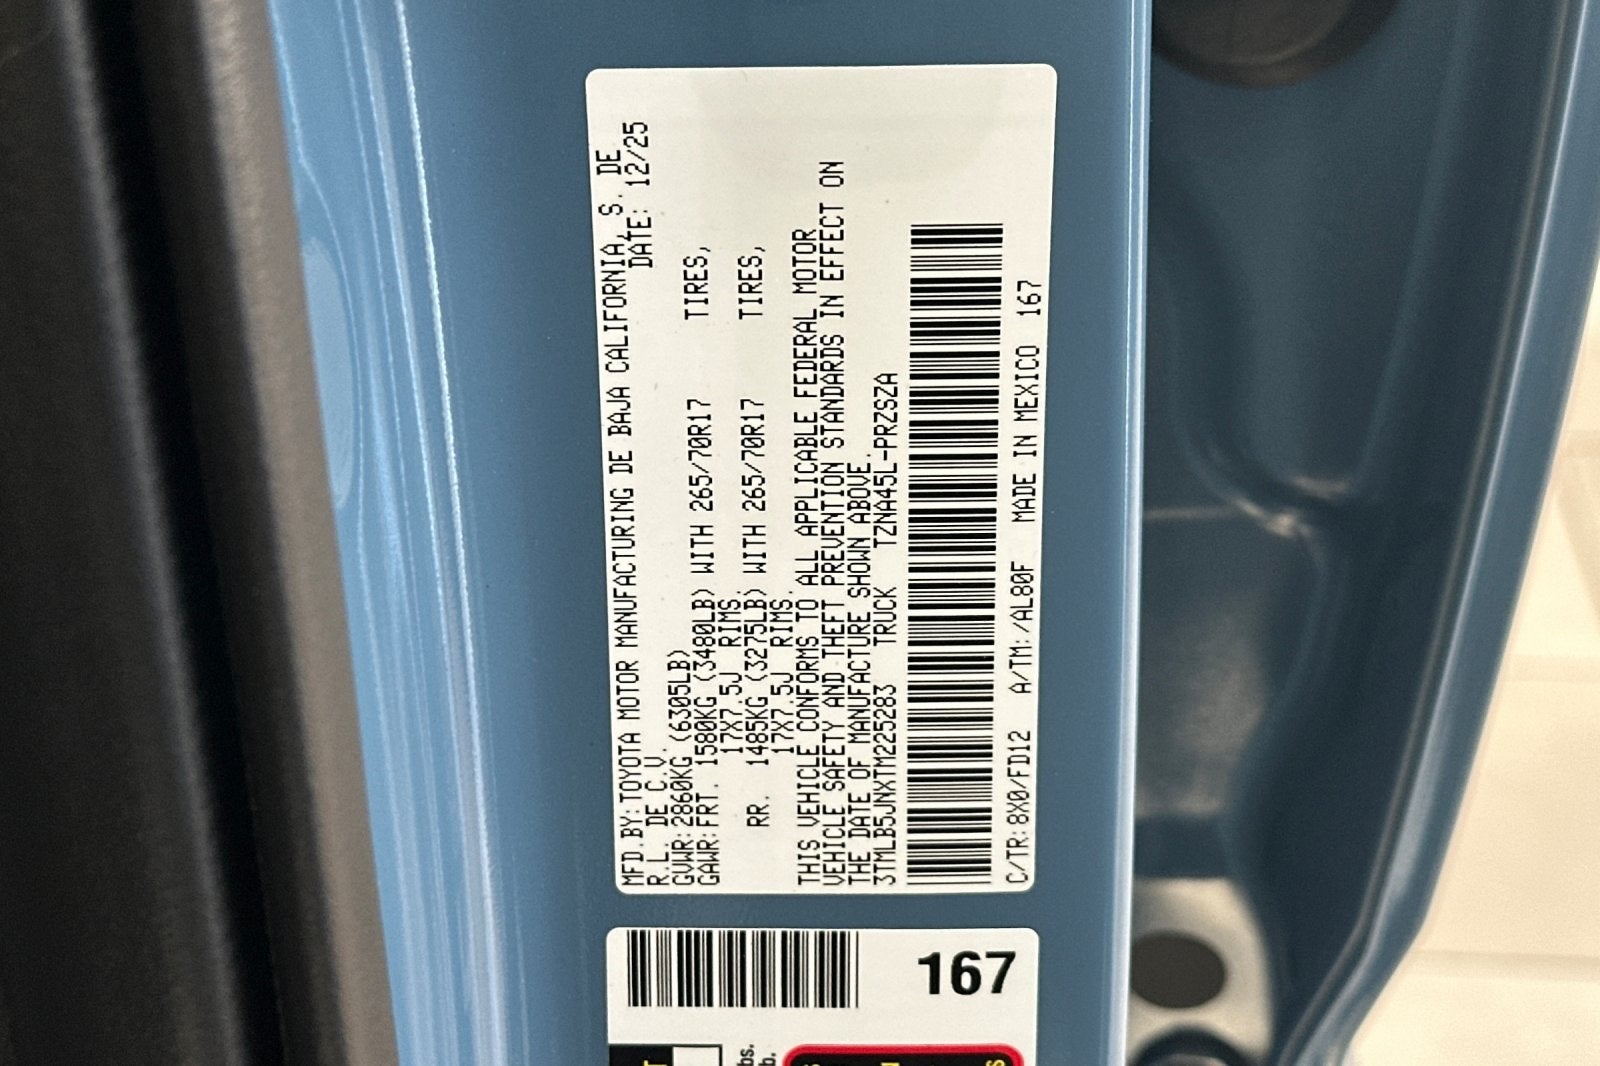 MFD.BY:TOYOTA MOTOR MANUFACTURING DE BAJA CALIFORNIA, S. DE
R.L. DE C.V. DATE: 12/25
GVWR:2860KG (6305LB)
GAWR:FRT. 1580KG (3480LB) WITH 265/70R17 TIRES,
17X7.5J RIMS,
RR. 1485KG (3275LB) WITH 265/70R17 TIRES,
17X7.5J RIMS.
THIS VEHICLE CONFORMS TO ALL APPLICABLE FEDERAL MOTOR
VEHICLE SAFETY AND THEFT PREVENTION STANDARDS IN EFFECT ON
THE DATE OF MANUFACTURE SHOWN ABOVE.
3TMLB5JNXTM225283 TRUCK TZNA45L-PRZSZA
C/TR:8X0/FD12 A/TM:/AL80F MADE IN MEXICO 167
167